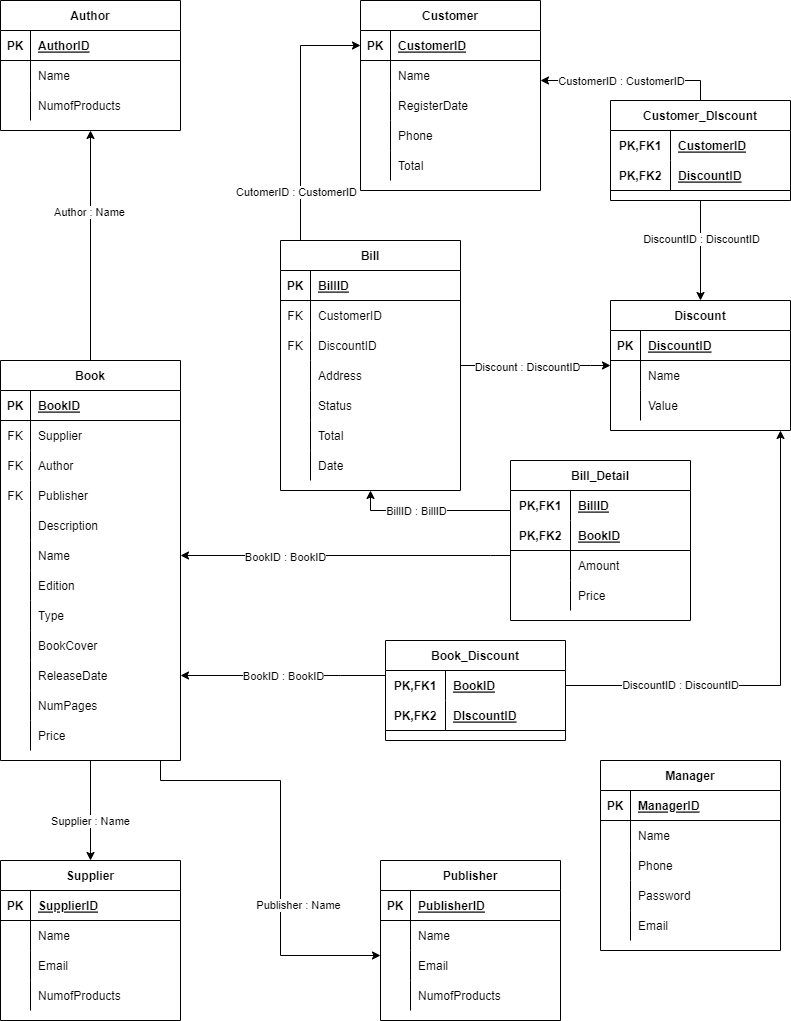 Author
PK AuthorID
Name
NumofProducts
Author : Name
Customer
PK CustomerID
Name
RegisterDate
Phone
Total
CutomerID : CustomerID
CustomerID : CustomerID
Customer_DIscount
PK,FK1 CustomerID
PK,FK2 DiscountID
DiscountID : DiscountID
Bill
PK BillID
FK CustomerID
FK DiscountID
Address
Status
Total
Date
Discount : DiscountID
Discount
PK DiscountID
Name
Value
Book
PK BookID
FK Supplier
FK Author
FK Publisher
Description
Name
Edition
Type
BookCover
ReleaseDate
NumPages
Price
Bill_Detail
PK,FK1 BillID
PK,FK2 BookID
Amount
Price
BillID : BillID
BookID : BookID
Book_Discount
PK,FK1 BookID
PK,FK2 DIscountID
BookID : BookID
DiscountID : DiscountID
Manager
PK ManagerID
Name
Phone
Password
Email
Supplier : Name
Supplier
PK SupplierID
Name
Email
NumofProducts
Publisher : Name
Publisher
PK PublisherID
Name
Email
NumofProducts